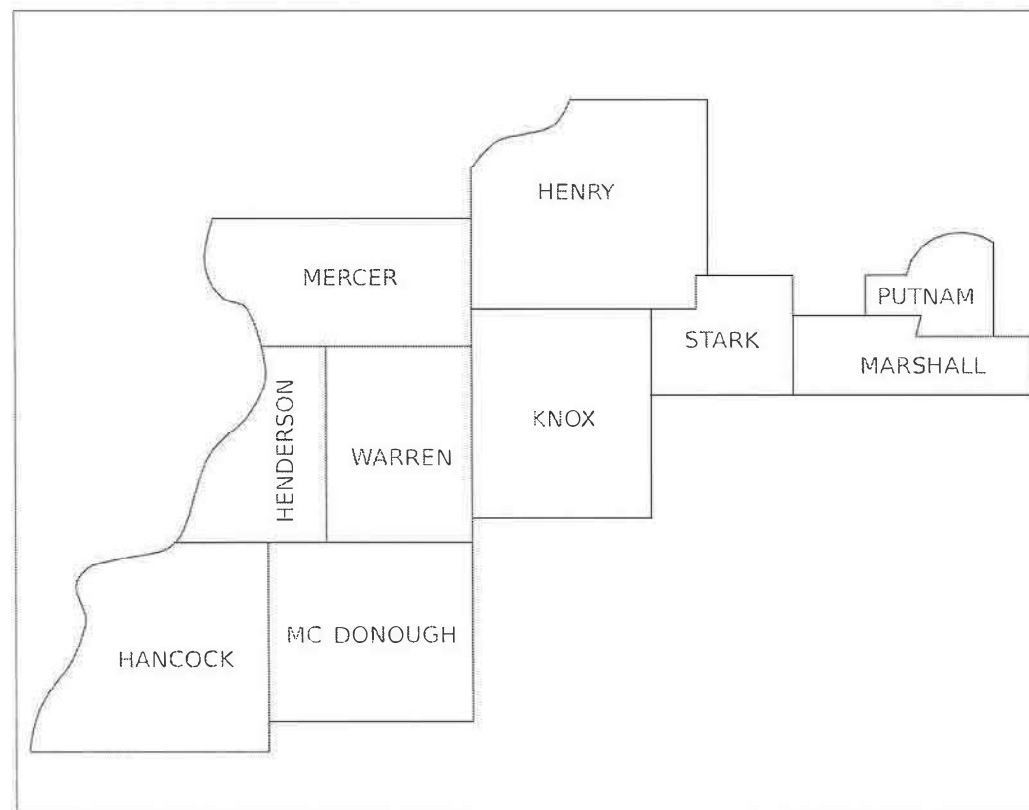 HENRY
MERCER
PUTNAM
STARK
MARSHALL
HENDERSON
KNOX
WARREN
MC DONOUGH
HANCOCK